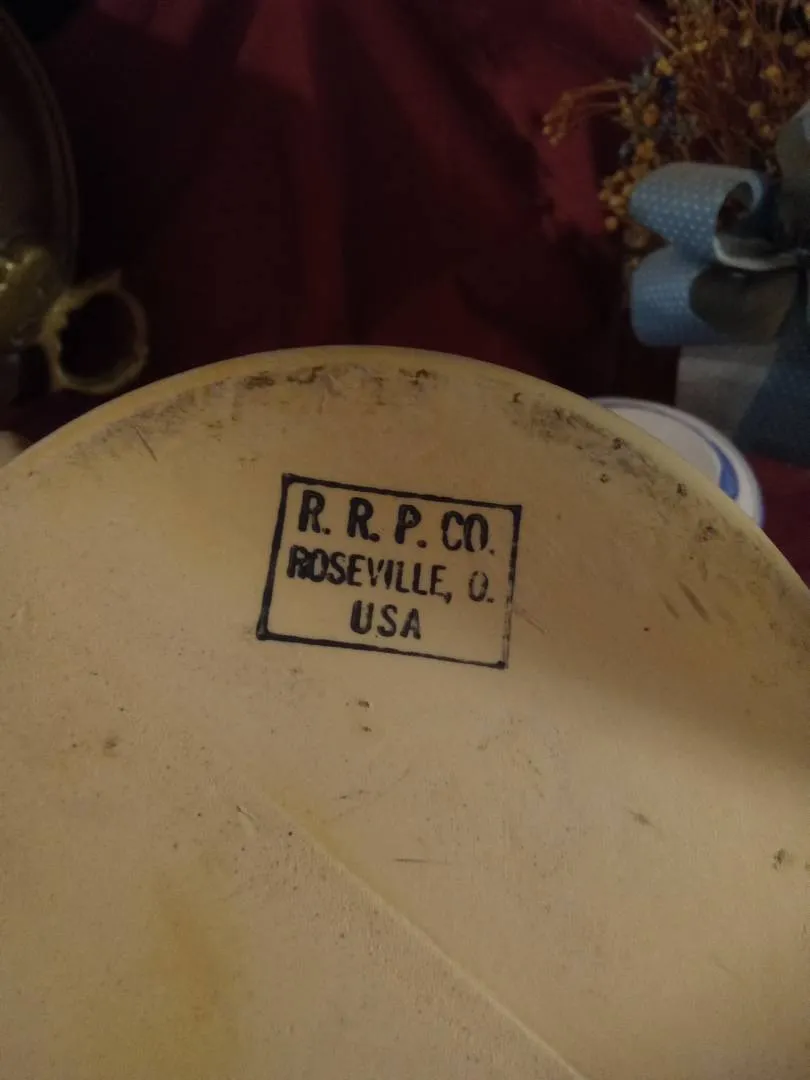 R. R. P. CO.
ROSEVILLE, O.
USA